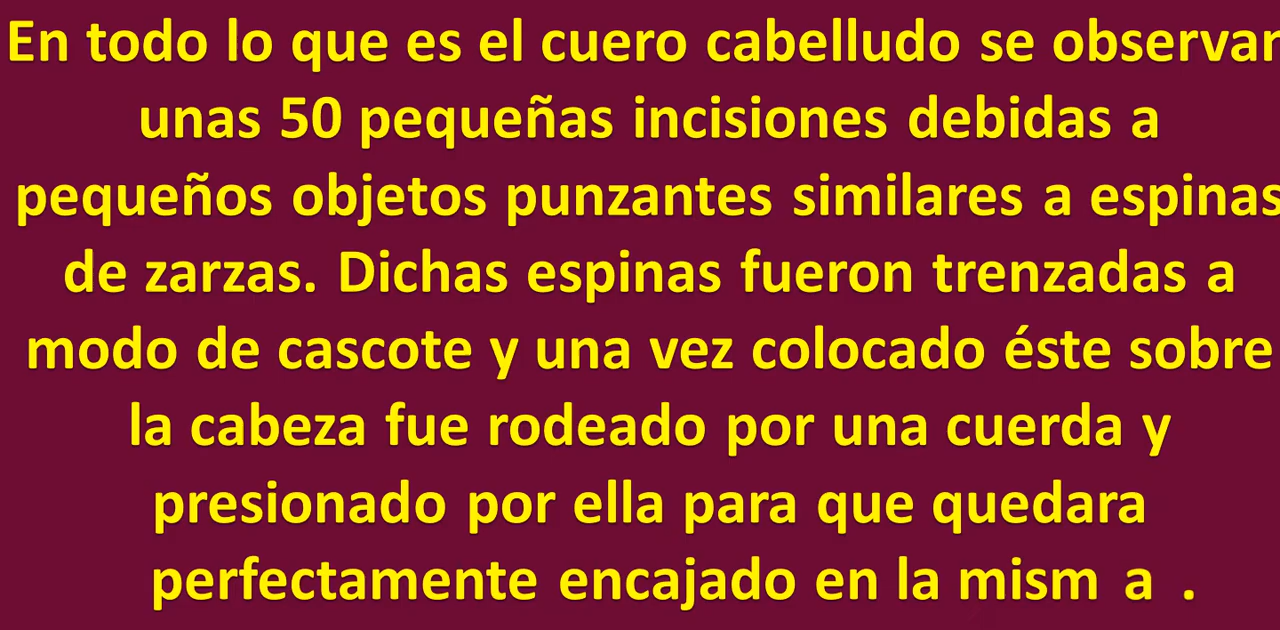 En todo lo que es el cuero cabelludo se observan
unas 50 pequeñas incisiones debidas a
pequeños objetos punzantes similares a espinas
de zarzas. Dichas espinas fueron trenzadas a
modo de cascote y una vez colocado éste sobre
la cabeza fue rodeado por una cuerda y
presionado por ella para que quedara
perfectamente encajado en la mism a .